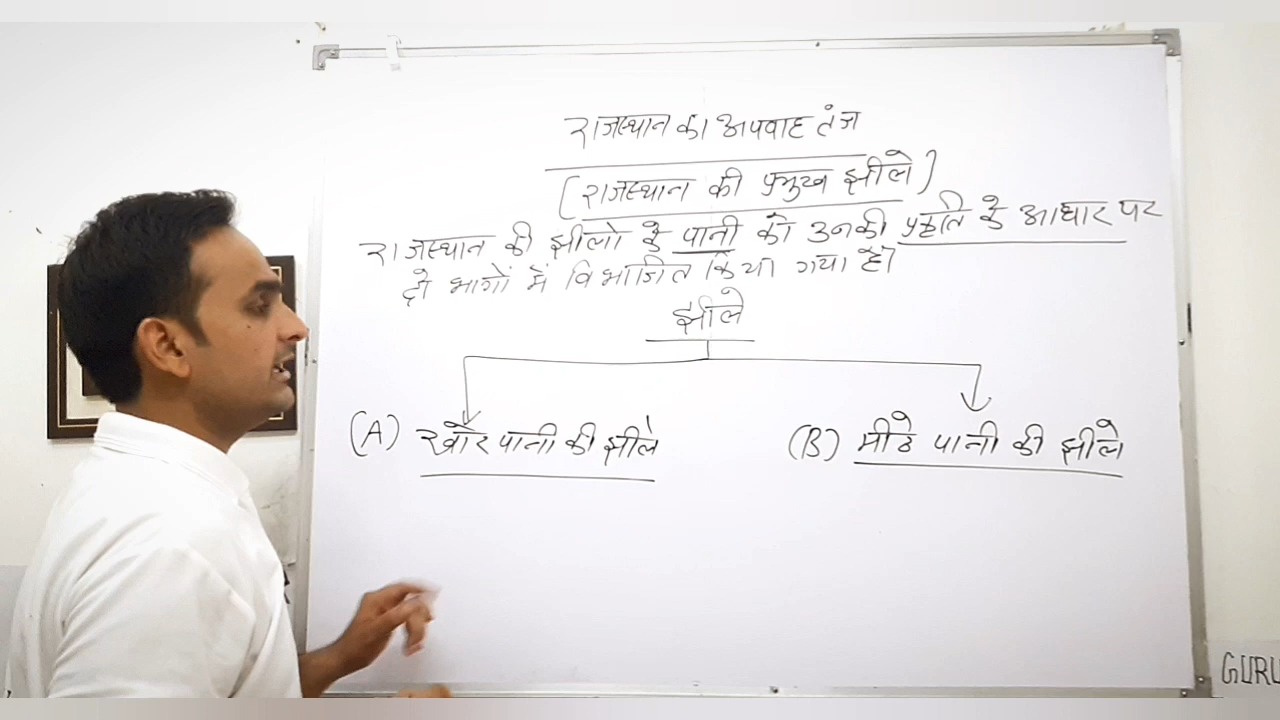 राजस्थान का अपवाह तंत्र
[राजस्थान की प्रमुख झीले]
राजस्थान की झीलो के पानी को उनकी प्रकृति के आधार पर
दो भागों में विभाजित किया गया है।
झीले
(A) खारे पानी की झीले
(B) मीठे पानी की झीले
GURU